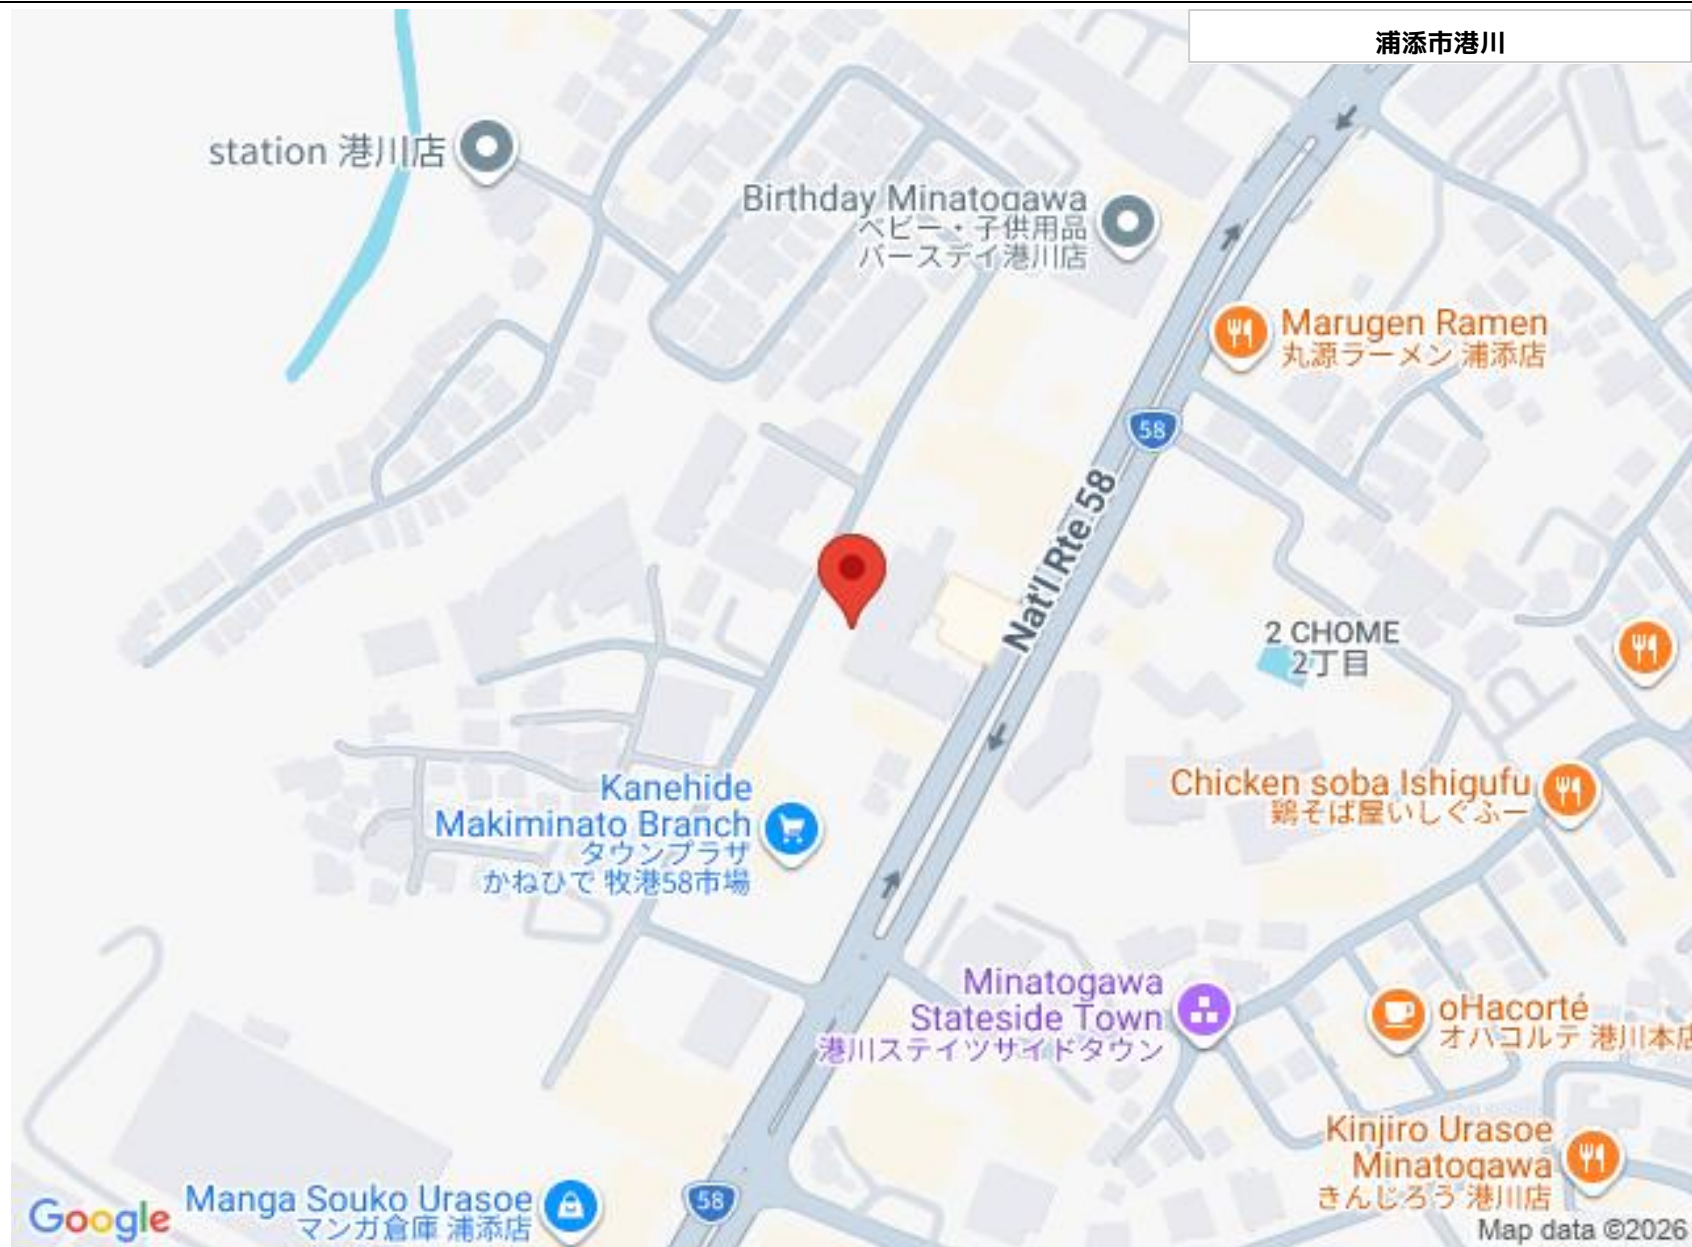 浦添市港川
station 港川店
Birthday Minatogawa
ベビー・子供用品
バースデイ港川店
Marugen Ramen
丸源ラーメン 浦添店
58
Nat'l Rte 58
2 CHOME
2丁目
Kanehide
Makiminato Branch
タウンプラザ
かねひで 牧港58市場
Chicken soba Ishigufu
鶏そば屋いしぐふー
Minatogawa
Stateside Town
港川ステイツサイドタウン
oHacorté
オハコルテ 港川本店
Kinjiro Urasoe
Minatogawa
きんじろう 港川店
Manga Souko Urasoe
マンガ倉庫 浦添店
58
Google
Map data ©2026